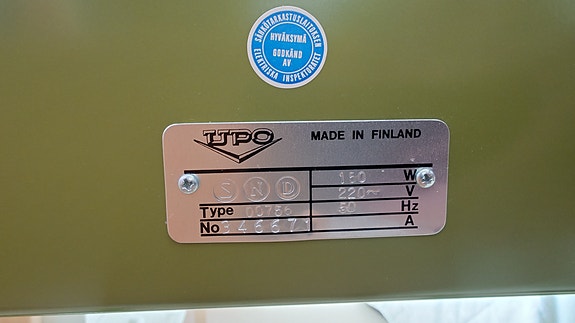 SÄHKÖTARKASTUSLAITOKSEN
HYVÄKSYMÄ
GODKÄND
AV
ELEKTRISKA INSPEKTORATET
UPO MADE IN FINLAND
S N D
150 W
220~ V
50 Hz
A
Type
No